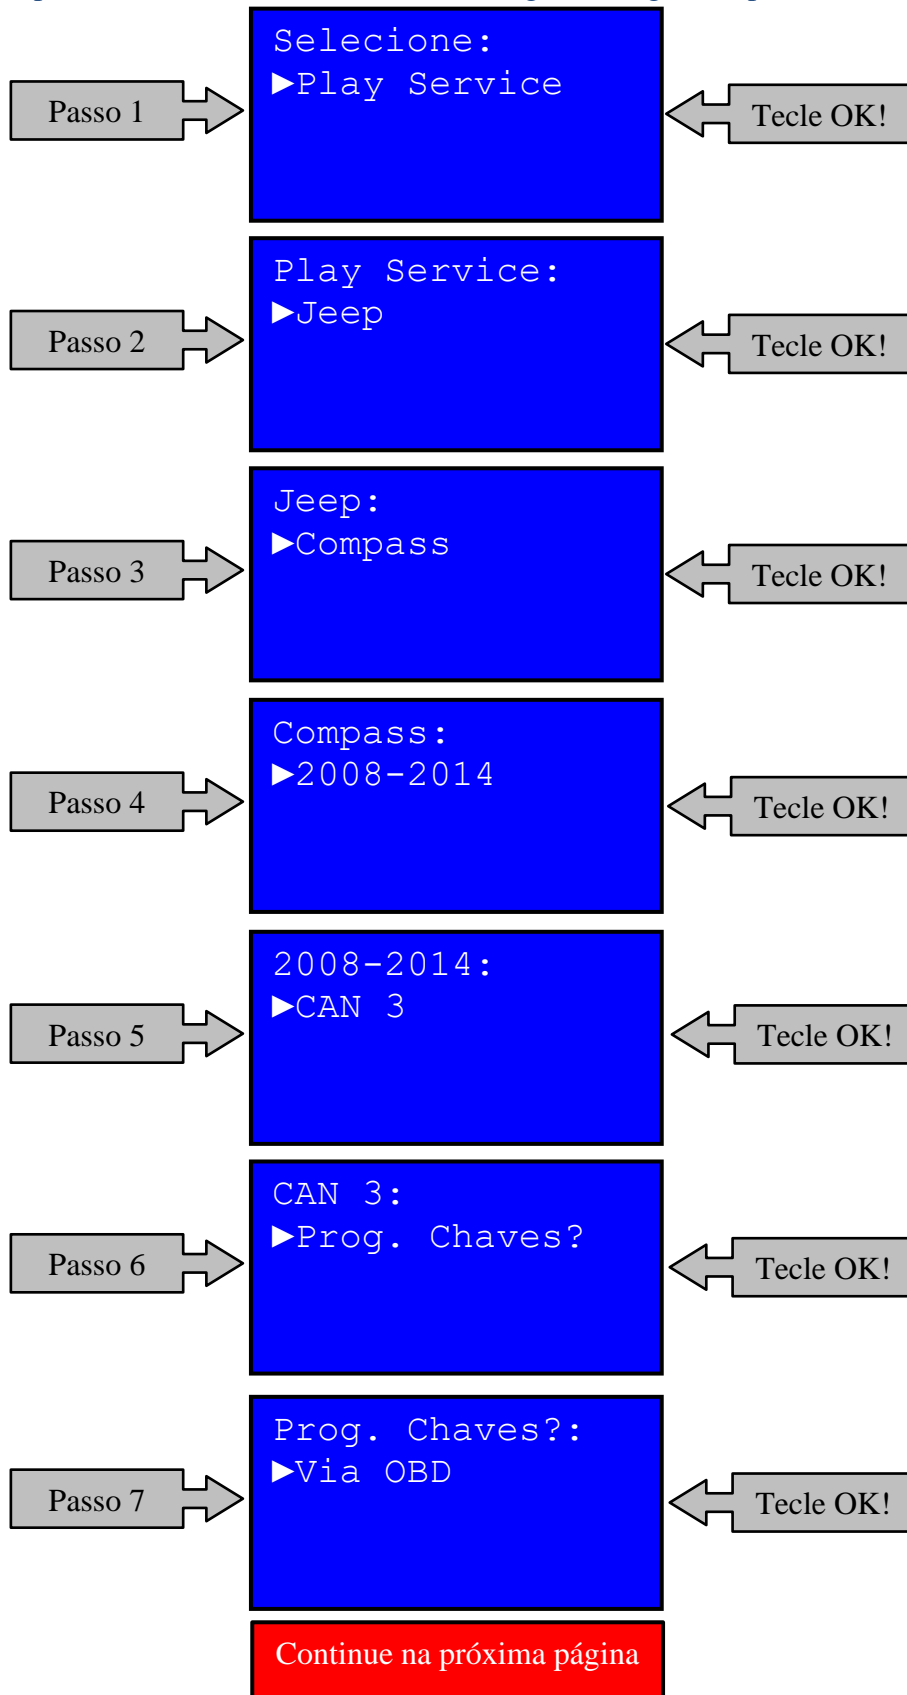 Selecione:
►Play Service
Passo 1
Tecle OK!
Play Service:
►Jeep
Passo 2
Tecle OK!
Jeep:
►Compass
Passo 3
Tecle OK!
Compass:
►2008-2014
Passo 4
Tecle OK!
2008-2014:
►CAN 3
Passo 5
Tecle OK!
CAN 3:
►Prog. Chaves?
Passo 6
Tecle OK!
Prog. Chaves?:
►Via OBD
Passo 7
Tecle OK!
Continue na próxima página